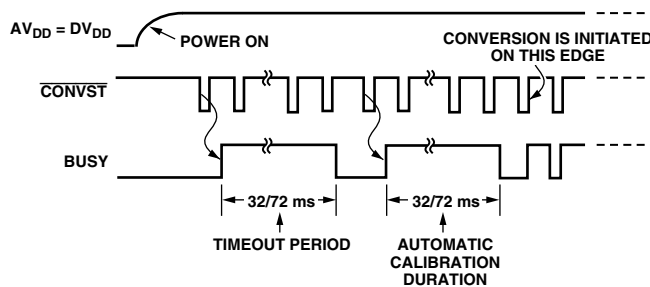 AVDD = DVDD
POWER ON
CONVERSION IS INITIATED
ON THIS EDGE
CONVST
BUSY
32/72 ms
32/72 ms
TIMEOUT PERIOD
AUTOMATIC
CALIBRATION
DURATION